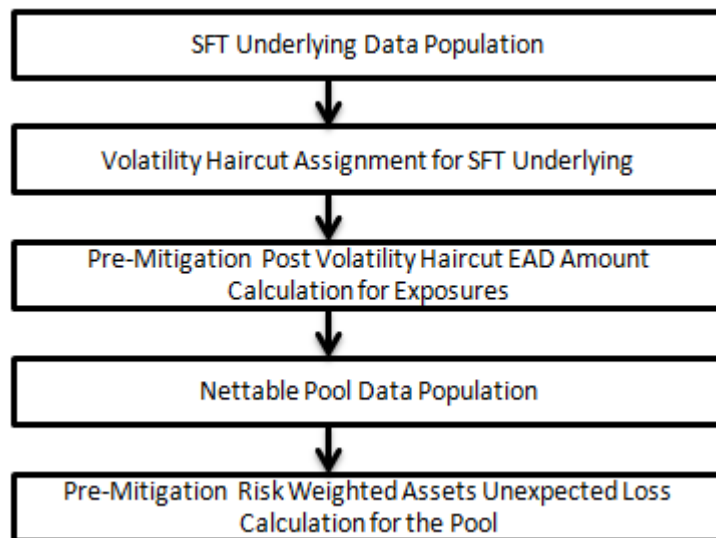 SFT Underlying Data Population
Volatility Haircut Assignment for SFT Underlying
Pre-Mitigation Post Volatility Haircut EAD Amount
Calculation for Exposures
Nettable Pool Data Population
Pre-Mitigation Risk Weighted Assets Unexpected Loss
Calculation for the Pool